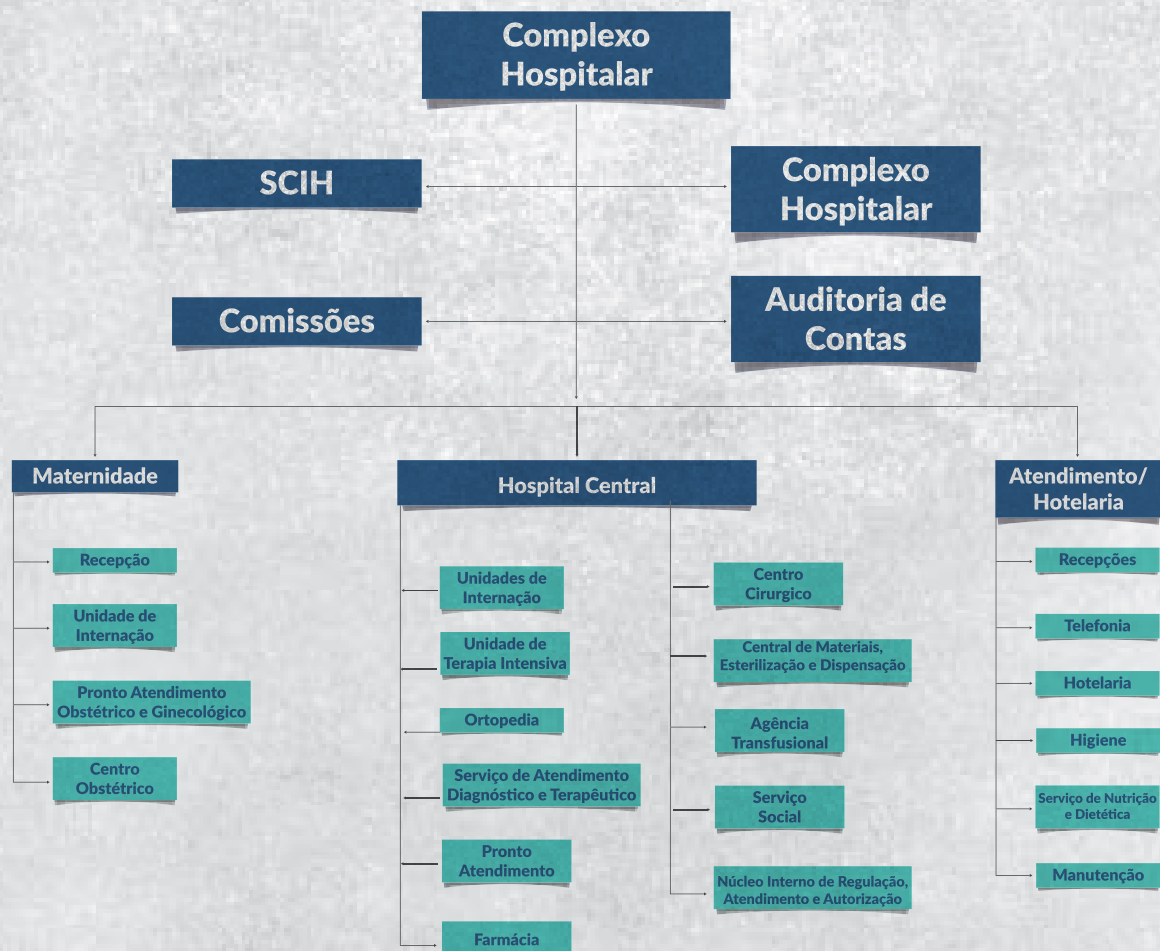 Complexo
Hospitalar
SCIH
Complexo
Hospitalar
Comissões
Auditoria de
Contas
Maternidade
Recepção
Unidade de
Internação
Pronto Atendimento
Obstétrico e Ginecológico
Centro
Obstétrico
Hospital Central
Unidades de
Internação
Unidade de
Terapia Intensiva
Ortopedia
Serviço de Atendimento
Diagnóstico e Terapêutico
Pronto
Atendimento
Farmácia
Centro
Cirurgico
Central de Materiais,
Esterilização e Dispensação
Agência
Transfusional
Serviço
Social
Núcleo Interno de Regulação,
Atendimento e Autorização
Atendimento/
Hotelaria
Recepções
Telefonia
Hotelaria
Higiene
Serviço de Nutrição
e Dietética
Manutenção